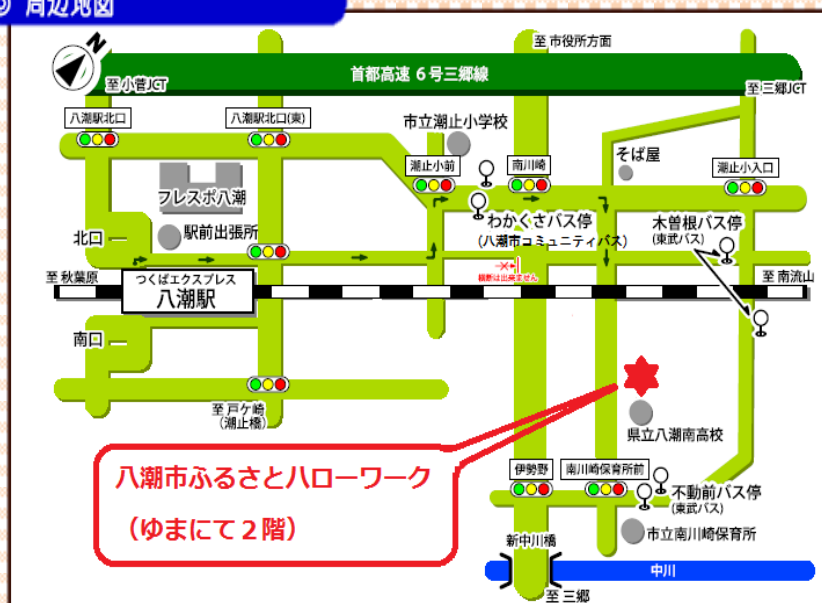 周辺地図
N
至 市役所方面
首都高速 6号三郷線
至 小菅JCT
至 三郷JCT
八潮駅北口
八潮駅北口(東)
市立潮止小学校
潮止小前
南川崎
そば屋
潮止小入口
フレスポ八潮
わかくさバス停
(八潮市コミュニティバス)
木曽根バス停
(東武バス)
北口
駅前出張所
横断は出来ません
至 秋葉原
つくばエクスプレス
八潮駅
至 南流山
南口
至 戸ケ崎
(潮止橋)
県立八潮南高校
八潮市ふるさとハローワーク
(ゆまにて２階)
伊勢野
南川崎保育所前
不動前バス停
(東武バス)
市立南川崎保育所
新中川橋
中川
至 三郷